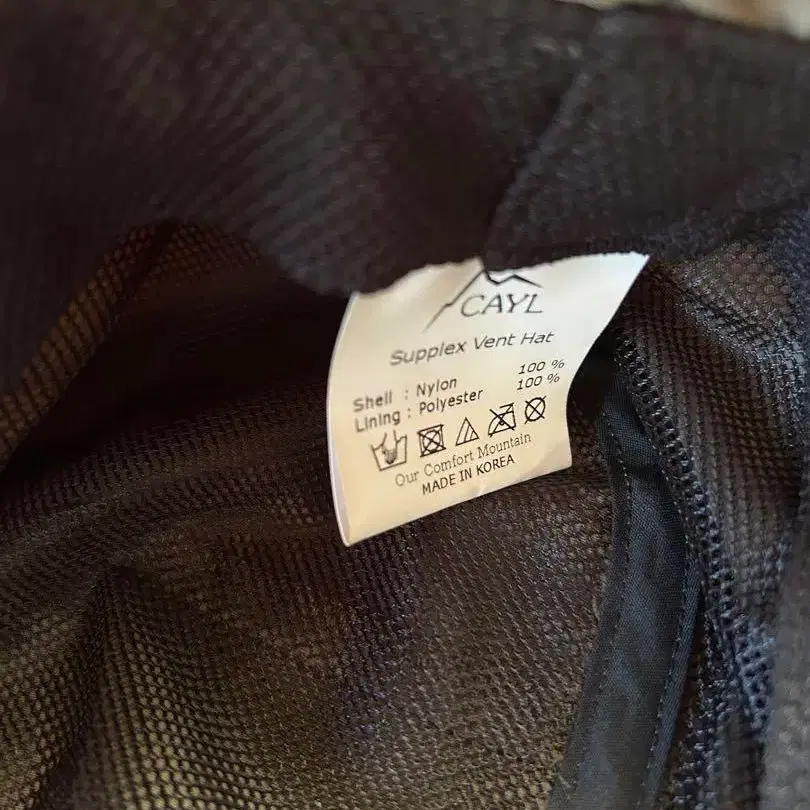 CAYL
Supplex Vent Hat
Shell : Nylon 100 %
Lining : Polyester 100 %
Our Comfort Mountain
MADE IN KOREA